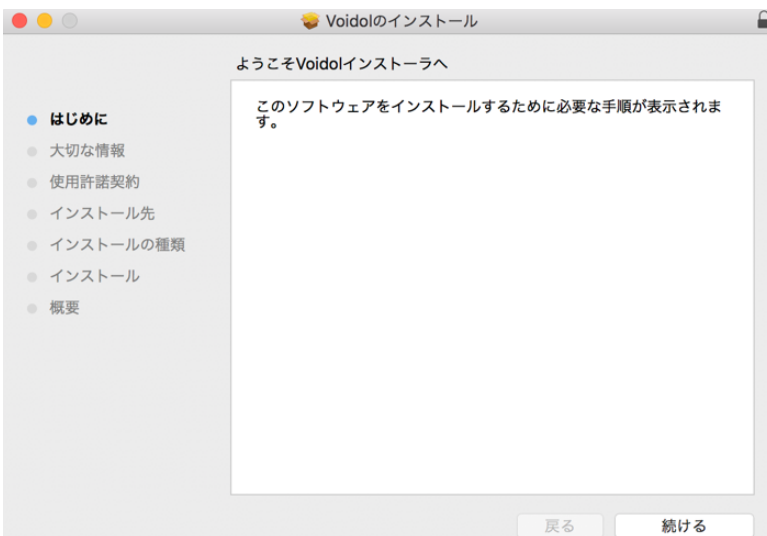 Voidolのインストール
ようこそVoidolインストーラへ
このソフトウェアをインストールするために必要な手順が表示されま
す。
はじめに
大切な情報
使用許諾契約
インストール先
インストールの種類
インストール
概要
戻る
続ける